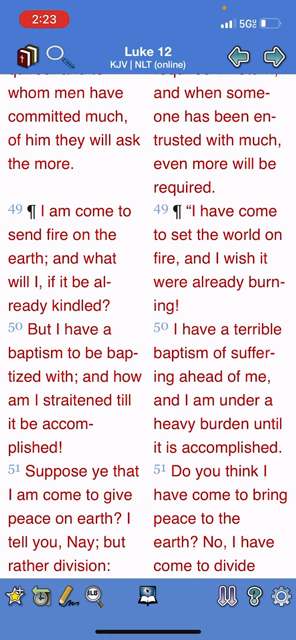 2:23
5G
Luke 12
KJV | NLT (online)
whom men have
committed much,
of him they will ask
the more.
49 ¶ I am come to
send fire on the
earth; and what
will I, if it be al-
ready kindled?
50 But I have a
baptism to be bap-
tized with; and how
am I straitened till
it be accom-
plished!
51 Suppose ye that
I am come to give
peace on earth? I
tell you, Nay; but
rather division:
and when some-
one has been en-
trusted with much,
even more will be
required.
49 ¶ “I have come
to set the world on
fire, and I wish it
were already burn-
ing!
50 I have a terrible
baptism of suffer-
ing ahead of me,
and I am under a
heavy burden until
it is accomplished.
51 Do you think I
have come to bring
peace to the
earth? No, I have
come to divide
BLB